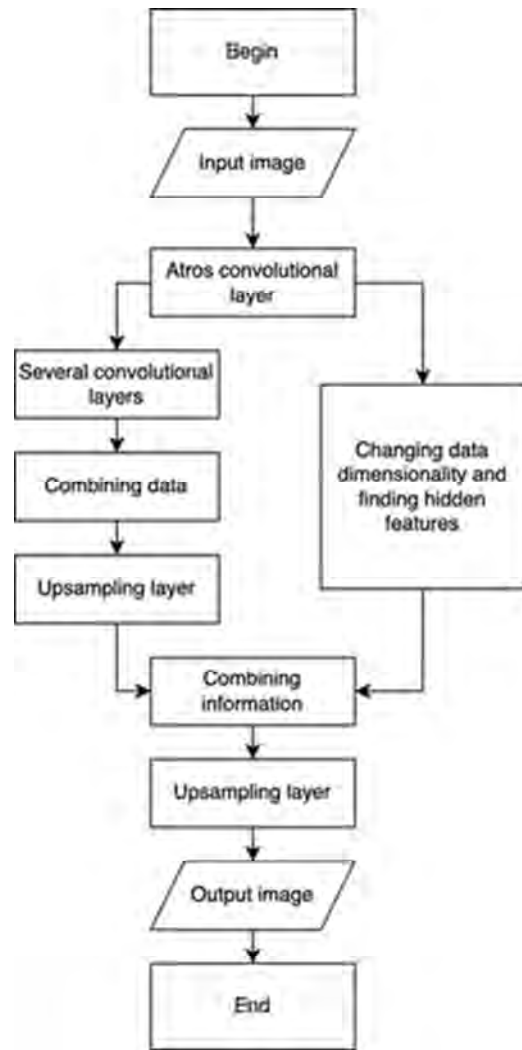 Begin
Input image
Atros convolutional
layer
Several convolutional
layers
Combining data
Upsampling layer
Changing data
dimensionality and
finding hidden
features
Combining
information
Upsampling layer
Output image
End